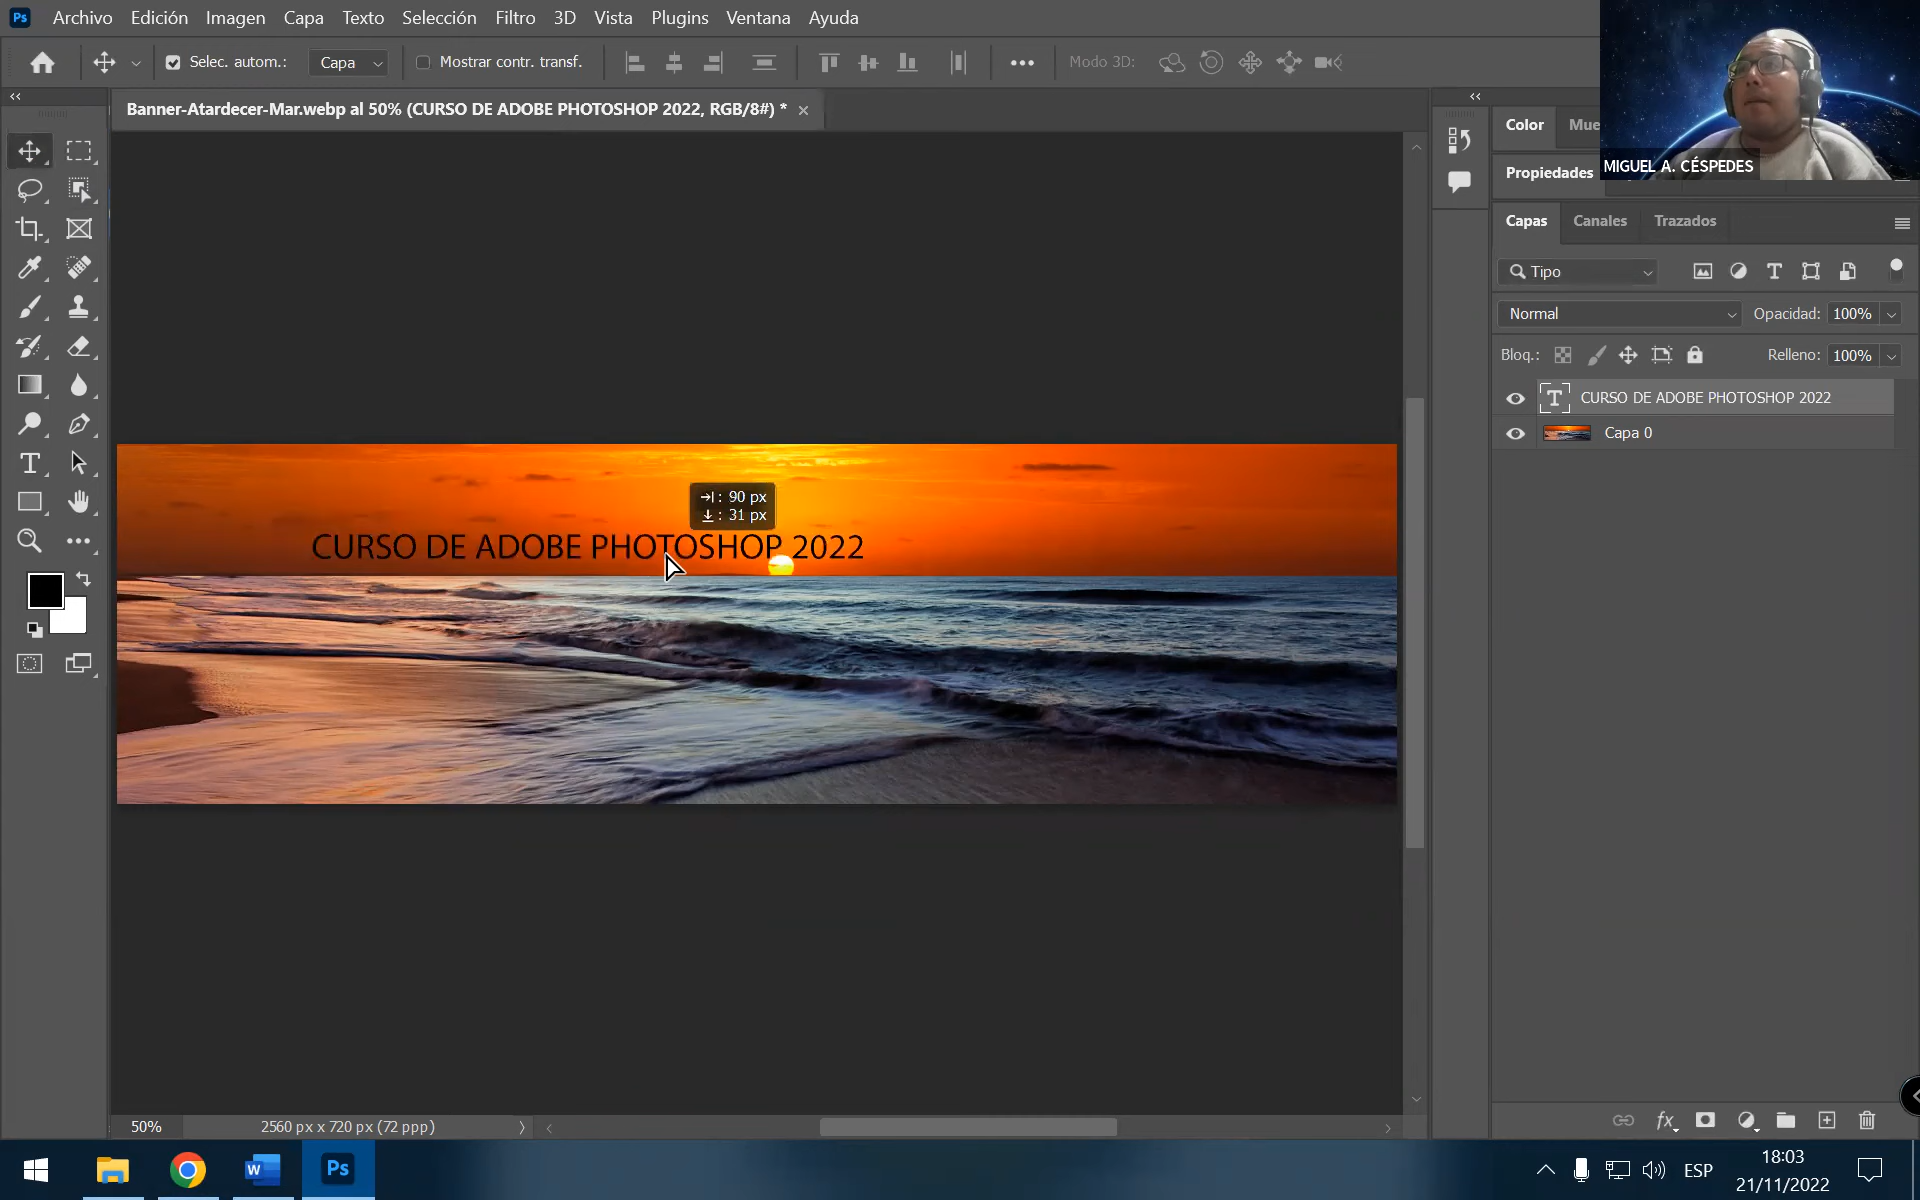 Ps Archivo Edición Imagen Capa Texto Selección Filtro 3D Vista Plugins Ventana Ayuda
Selec. autom.: Capa Mostrar contr. transf. Modo 3D:
Banner-Atardecer-Mar.webp al 50% (CURSO DE ADOBE PHOTOSHOP 2022, RGB/8#) *
Color
MIGUEL A. CÉSPEDES
Propiedades
Capas Canales Trazados
Tipo
Normal Opacidad: 100%
Bloq.: Relleno: 100%
CURSO DE ADOBE PHOTOSHOP 2022
Capa 0
: 90 px
: 31 px
CURSO DE ADOBE PHOTOSHOP 2022
50% 2560 px x 720 px (72 ppp)
fx
W Ps ESP
18:03
21/11/2022